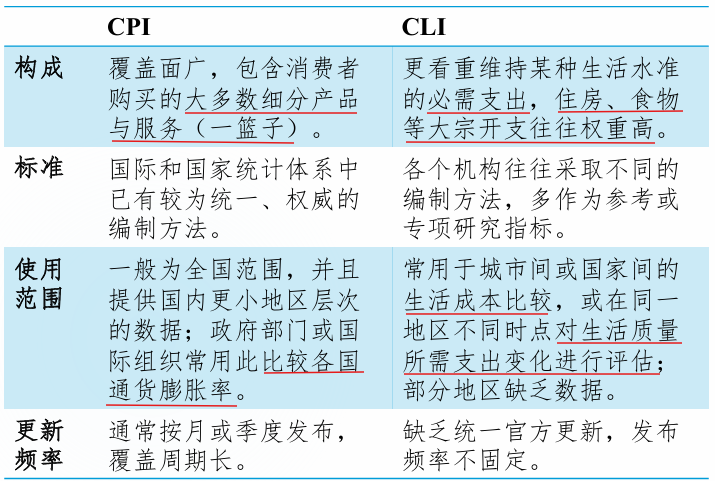 CPI CLI
构成
覆盖面广，包含消费者
购买的大多数细分产品
与服务（一篮子）。
更看重维持某种生活水准
的必需支出，住房、食物
等大宗开支往往权重高。
标准
国际和国家统计体系中
已有较为统一、权威的
编制方法。
各个机构往往采取不同的
编制方法，多作为参考或
专项研究指标。
使用
范围
一般为全国范围，并且
提供国内更小地区层次
的数据；政府部门或国
际组织常用此比较各国
通货膨胀率。
常用于城市间或国家间的
生活成本比较，或在同一
地区不同时点对生活质量
所需支出变化进行评估；
部分地区缺乏数据。
更新
频率
通常按月或季度发布，
覆盖周期长。
缺乏统一官方更新，发布
频率不固定。